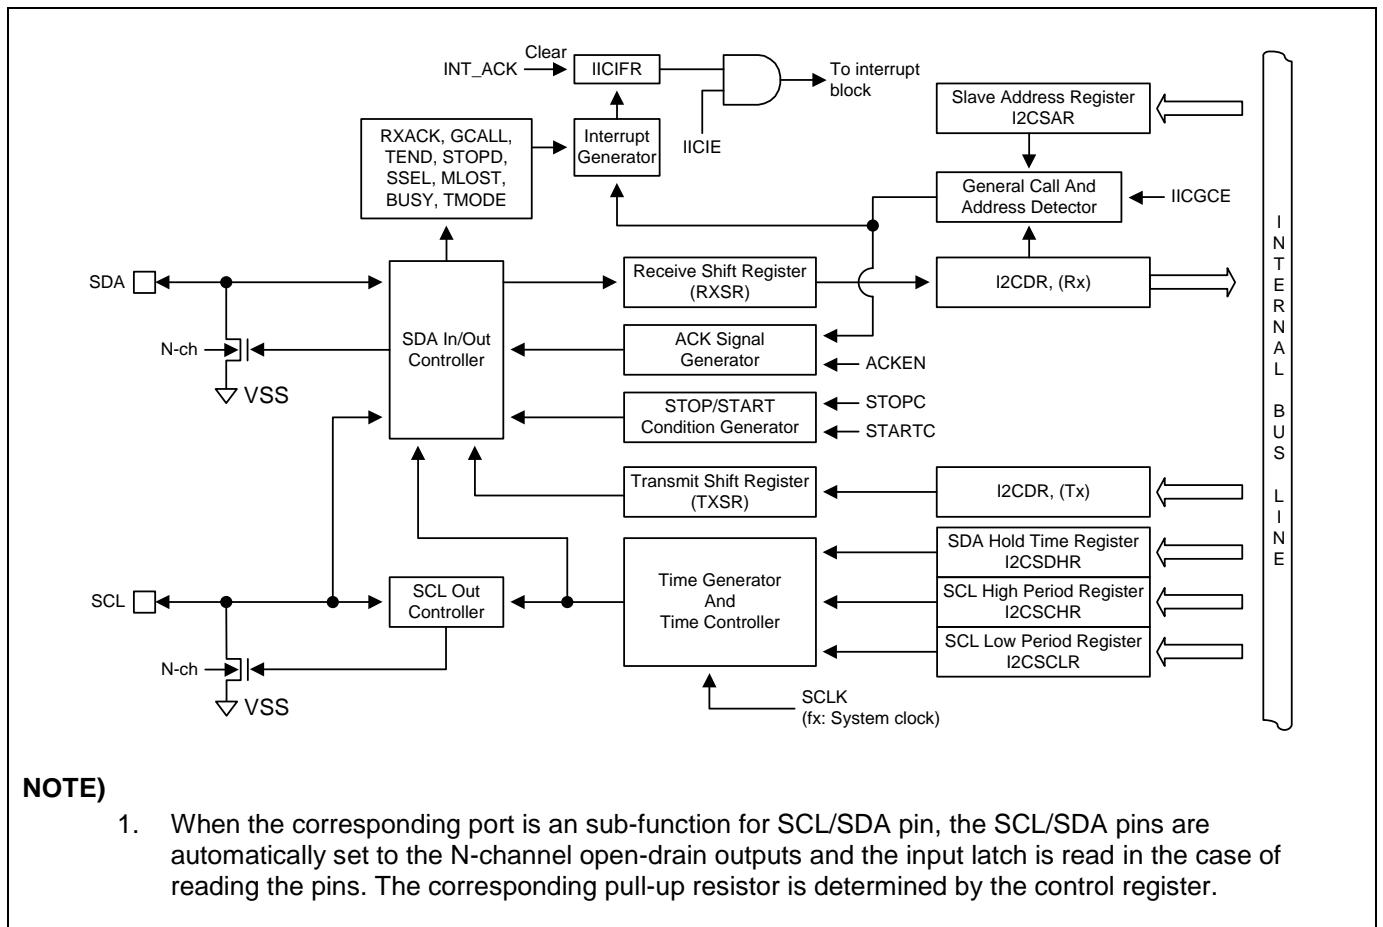 Clear
INT_ACK
IICIFR
To interrupt
block
IICIE
Interrupt
Generator
RXACK, GCALL,
TEND, STOPD,
SSEL, MLOST,
BUSY, TMODE
Slave Address Register
I2CSAR
General Call And
Address Detector
IICGCE
SDA
N-ch
VSS
SDA In/Out
Controller
Receive Shift Register
(RXSR)
I2CDR, (Rx)
ACK Signal
Generator
ACKEN
STOP/START
Condition Generator
STOPC
STARTC
Transmit Shift Register
(TXSR)
I2CDR, (Tx)
SDA Hold Time Register
I2CSDHR
SCL High Period Register
I2CSCHR
SCL Low Period Register
I2CSCLR
Time Generator
And
Time Controller
SCL
SCL Out
Controller
N-ch
VSS
SCLK
(fx: System clock)
INTERNAL BUS LINE
NOTE)
1. When the corresponding port is an sub-function for SCL/SDA pin, the SCL/SDA pins are
automatically set to the N-channel open-drain outputs and the input latch is read in the case of
reading the pins. The corresponding pull-up resistor is determined by the control register.